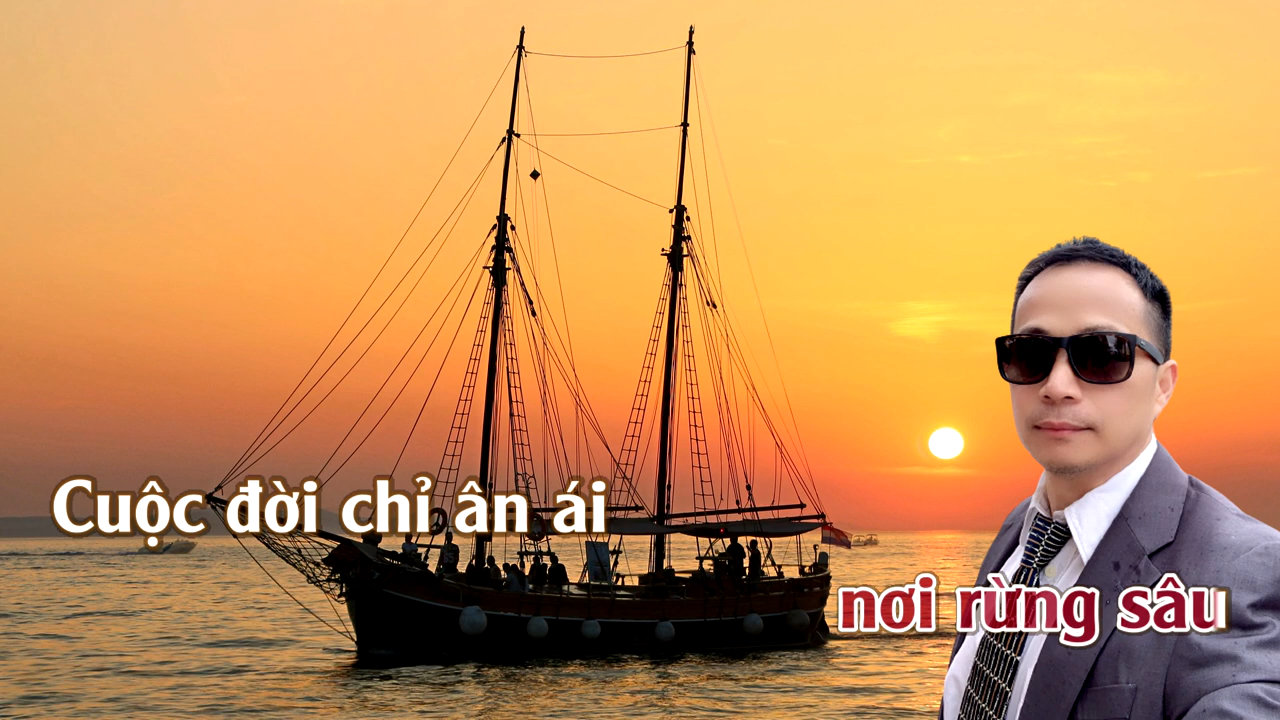 Cuộc đời chỉ ân ái
nơi rừng sâu